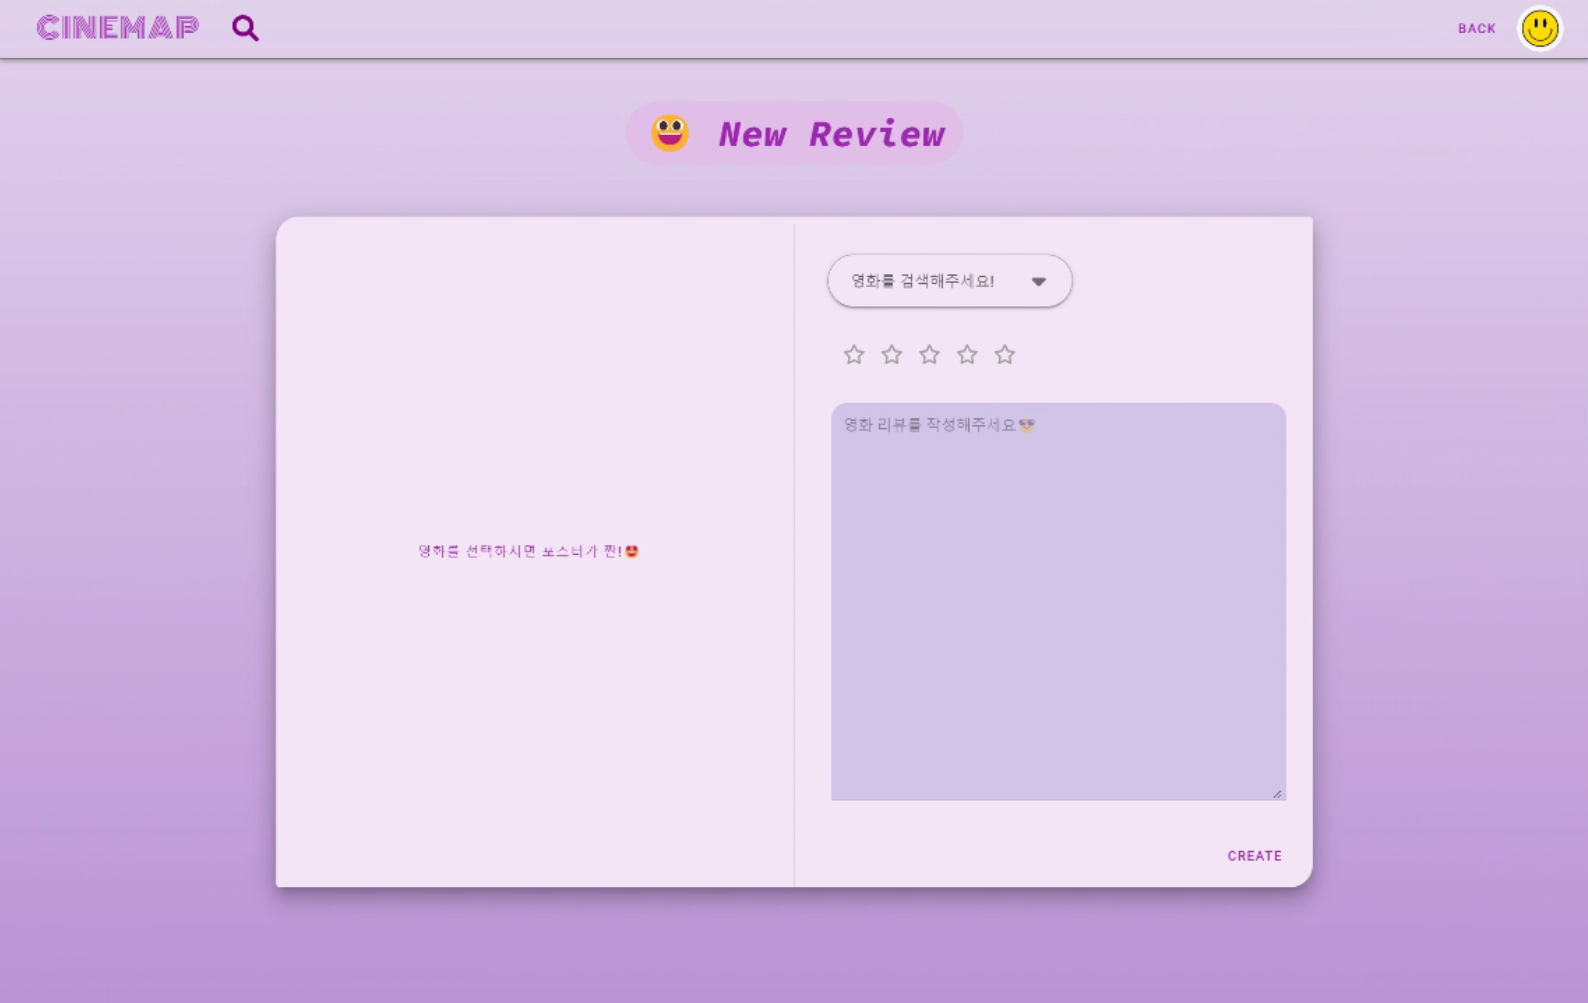 CINEMAP
BACK
New Review
영화를 검색해주세요!
영화 리뷰를 작성해주세요😍
영화를 선택하시면 포스터가 짠!😍
CREATE